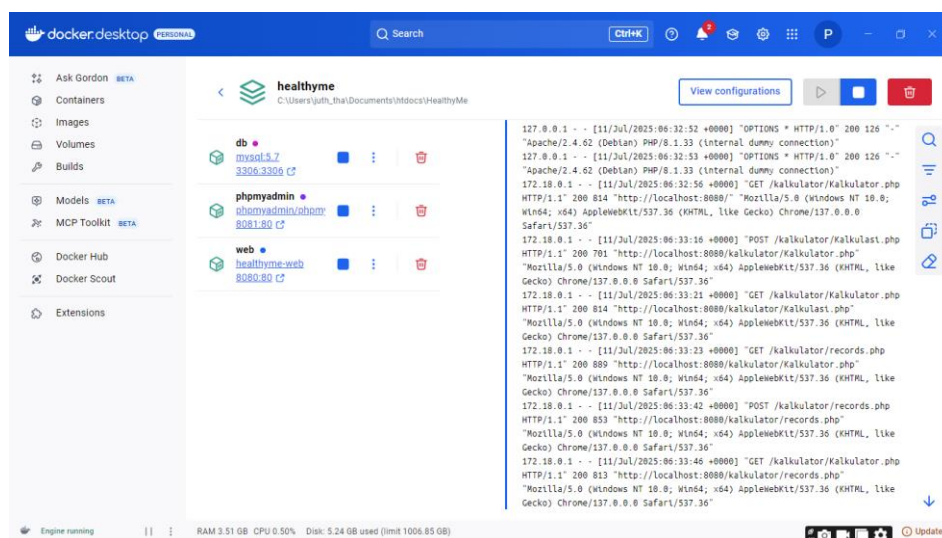 docker desktop PERSONAL
Search
Ctrl+K
2
P
Ask Gordon BETA
Containers
Images
Volumes
Builds
Models BETA
MCP Toolkit BETA
Docker Hub
Docker Scout
Extensions
healthyme
C:\Users\juth_tha\Documents\htdocs\HealthyMe
View configurations
db
mysql:5.7
3306:3306
phpmyadmin
phpmyadmin/phpmy
8081:80
web
healthyme-web
8080:80
127.0.0.1 - - [11/Jul/2025:06:32:52 +0000] "OPTIONS * HTTP/1.0" 200 126 "-"
"Apache/2.4.62 (Debian) PHP/8.1.33 (internal dummy connection)"
127.0.0.1 - - [11/Jul/2025:06:32:53 +0000] "OPTIONS * HTTP/1.0" 200 126 "-"
"Apache/2.4.62 (Debian) PHP/8.1.33 (internal dummy connection)"
172.18.0.1 - - [11/Jul/2025:06:32:56 +0000] "GET /kalkulator/Kalkulator.php
HTTP/1.1" 200 814 "http://localhost:8080/" "Mozilla/5.0 (Windows NT 10.0;
Win64; x64) AppleWebKit/537.36 (KHTML, like Gecko) Chrome/137.0.0.0
Safari/537.36"
172.18.0.1 - - [11/Jul/2025:06:33:16 +0000] "POST /kalkulator/Kalkulasi.php
HTTP/1.1" 200 701 "http://localhost:8080/kalkulator/Kalkulator.php"
"Mozilla/5.0 (Windows NT 10.0; Win64; x64) AppleWebKit/537.36 (KHTML, like
Gecko) Chrome/137.0.0.0 Safari/537.36"
172.18.0.1 - - [11/Jul/2025:06:33:21 +0000] "GET /kalkulator/Kalkulator.php
HTTP/1.1" 200 814 "http://localhost:8080/kalkulator/Kalkulasi.php"
"Mozilla/5.0 (Windows NT 10.0; Win64; x64) AppleWebKit/537.36 (KHTML, like
Gecko) Chrome/137.0.0.0 Safari/537.36"
172.18.0.1 - - [11/Jul/2025:06:33:23 +0000] "GET /kalkulator/records.php
HTTP/1.1" 200 889 "http://localhost:8080/kalkulator/Kalkulator.php"
"Mozilla/5.0 (Windows NT 10.0; Win64; x64) AppleWebKit/537.36 (KHTML, like
Gecko) Chrome/137.0.0.0 Safari/537.36"
172.18.0.1 - - [11/Jul/2025:06:33:42 +0000] "POST /kalkulator/records.php
HTTP/1.1" 200 853 "http://localhost:8080/kalkulator/records.php"
"Mozilla/5.0 (Windows NT 10.0; Win64; x64) AppleWebKit/537.36 (KHTML, like
Gecko) Chrome/137.0.0.0 Safari/537.36"
172.18.0.1 - - [11/Jul/2025:06:33:46 +0000] "GET /kalkulator/Kalkulator.php
HTTP/1.1" 200 813 "http://localhost:8080/kalkulator/records.php"
"Mozilla/5.0 (Windows NT 10.0; Win64; x64) AppleWebKit/537.36 (KHTML, like
Gecko) Chrome/137.0.0.0 Safari/537.36"
Engine running
RAM 3.51 GB CPU 0.50% Disk: 5.24 GB used (limit 1006.85 GB)
Update